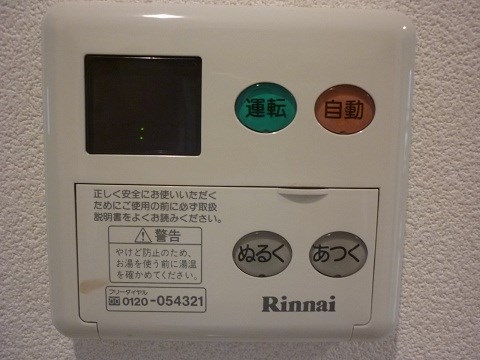 運転
自動
正しく安全にお使いいただく
ためにご使用の前に必ず取扱
説明書をよくお読みください。
警告
やけど防止のため、
お湯を使う前に湯温
を確かめてください。
フリーダイヤル
0120-054321
ぬるく
あつく
Rinnai